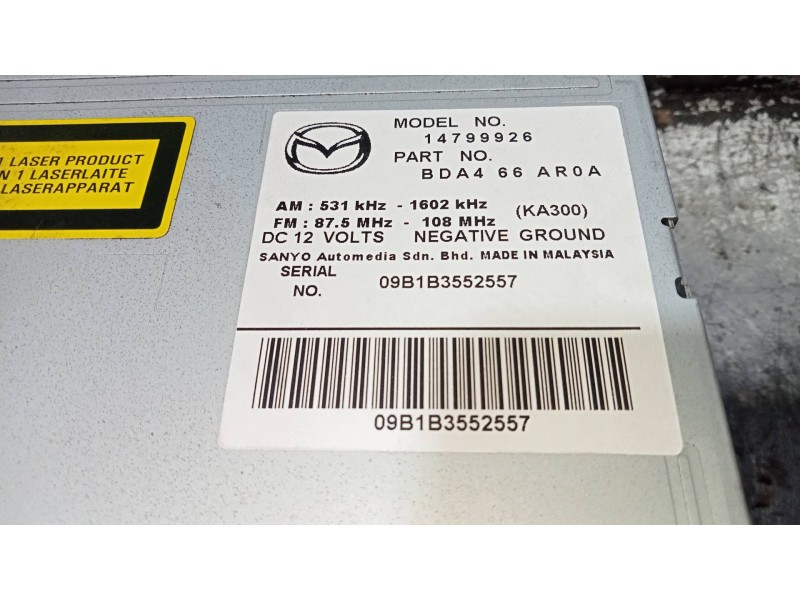 1 LASER PRODUCT
N 1 LASERLAITE
LASERAPPARAT
MODEL NO.
14799926
PART NO.
BDA4 66 AR0A
AM : 531 kHz - 1602 kHz
FM : 87.5 MHz - 108 MHz (KA300)
DC 12 VOLTS NEGATIVE GROUND
SANYO Automedia Sdn. Bhd. MADE IN MALAYSIA
SERIAL
NO. 09B1B3552557
09B1B3552557